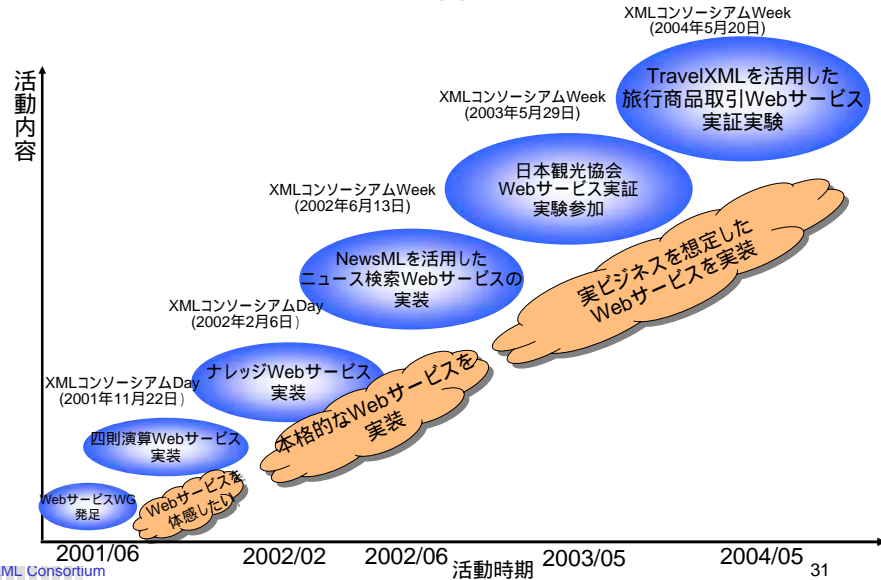 XMLコンソーシアムWeek
(2004年5月20日)
TravelXMLを活用した
旅行商品取引Webサービス
実証実験
活動内容
XMLコンソーシアムWeek
(2003年5月29日)
日本観光協会
Webサービス実証
実験参加
XMLコンソーシアムWeek
(2002年6月13日)
NewsMLを活用した
ニュース検索Webサービスの
実装
実ビジネスを想定した
Webサービスを実装
XMLコンソーシアムDay
(2002年2月6日)
ナレッジWebサービス
実装
本格的なWebサービスを
実装
XMLコンソーシアムDay
(2001年11月22日)
四則演算Webサービス
実装
WebサービスWG
発足
Webサービスを
体感したい
2001/06
2002/02
2002/06
2003/05
2004/05
活動時期
ML Consortium
31